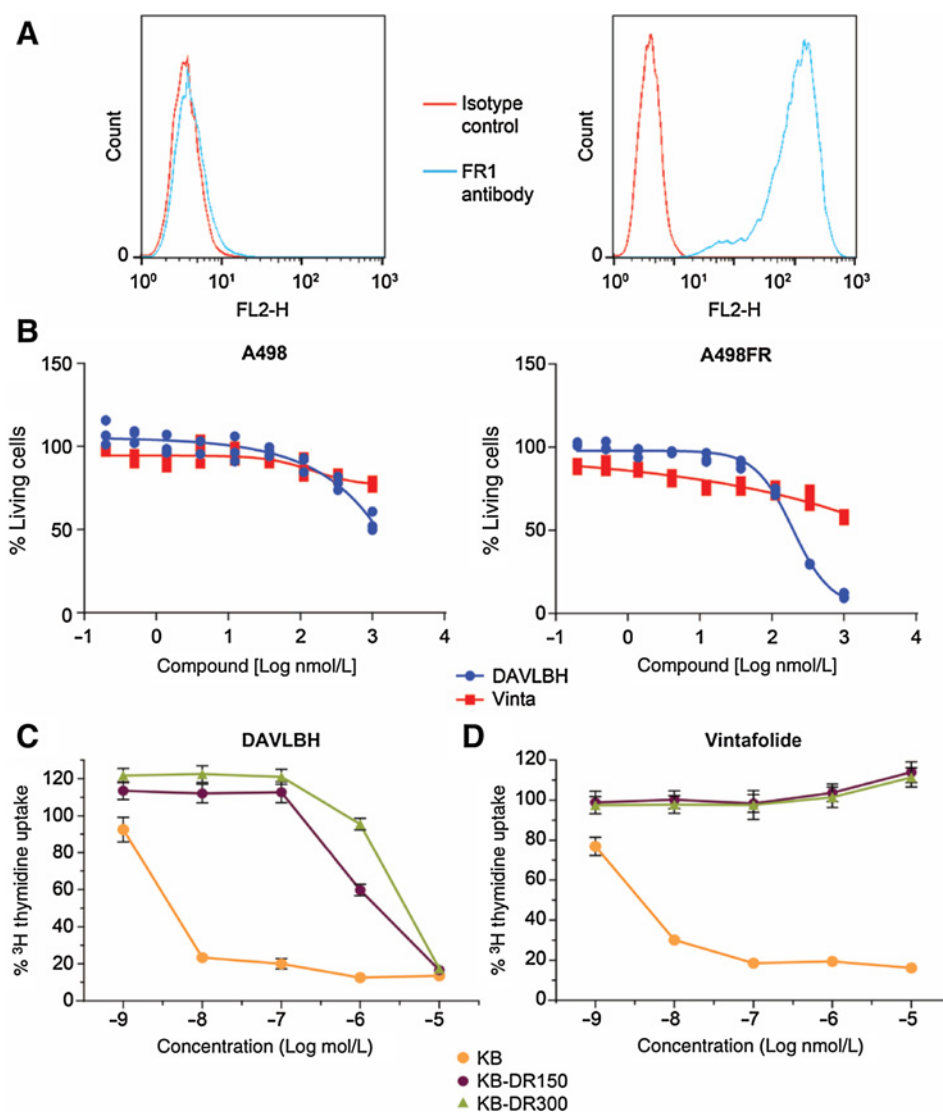 A
Count
0
10⁰ 10¹ 10² 10³
FL2-H
Isotype
control
FR1
antibody
Count
0
10⁰ 10¹ 10² 10³
FL2-H
B
A498
% Living cells
150
100
50
0
–1 0 1 2 3 4
Compound [Log nmol/L]
A498FR
% Living cells
150
100
50
0
–1 0 1 2 3 4
Compound [Log nmol/L]
DAVLBH
Vinta
C
DAVLBH
% ³H thymidine uptake
120
100
80
60
40
20
0
–9 –8 –7 –6 –5
Concentration (Log mol/L)
D
Vintafolide
% ³H thymidine uptake
120
100
80
60
40
20
0
–9 –8 –7 –6 –5
Concentration (Log nmol/L)
KB
KB-DR150
KB-DR300